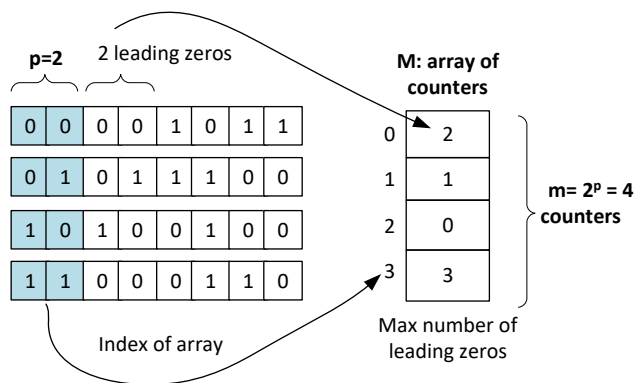 p=2
2 leading zeros
M: array of
counters
0 0 0 0 1 0 1 1
0 1 0 1 1 1 0 0
1 0 1 0 0 1 0 0
1 1 0 0 0 1 1 0
0 2
1 1
2 0
3 3
m= 2ᵖ = 4
counters
Index of array
Max number of
leading zeros